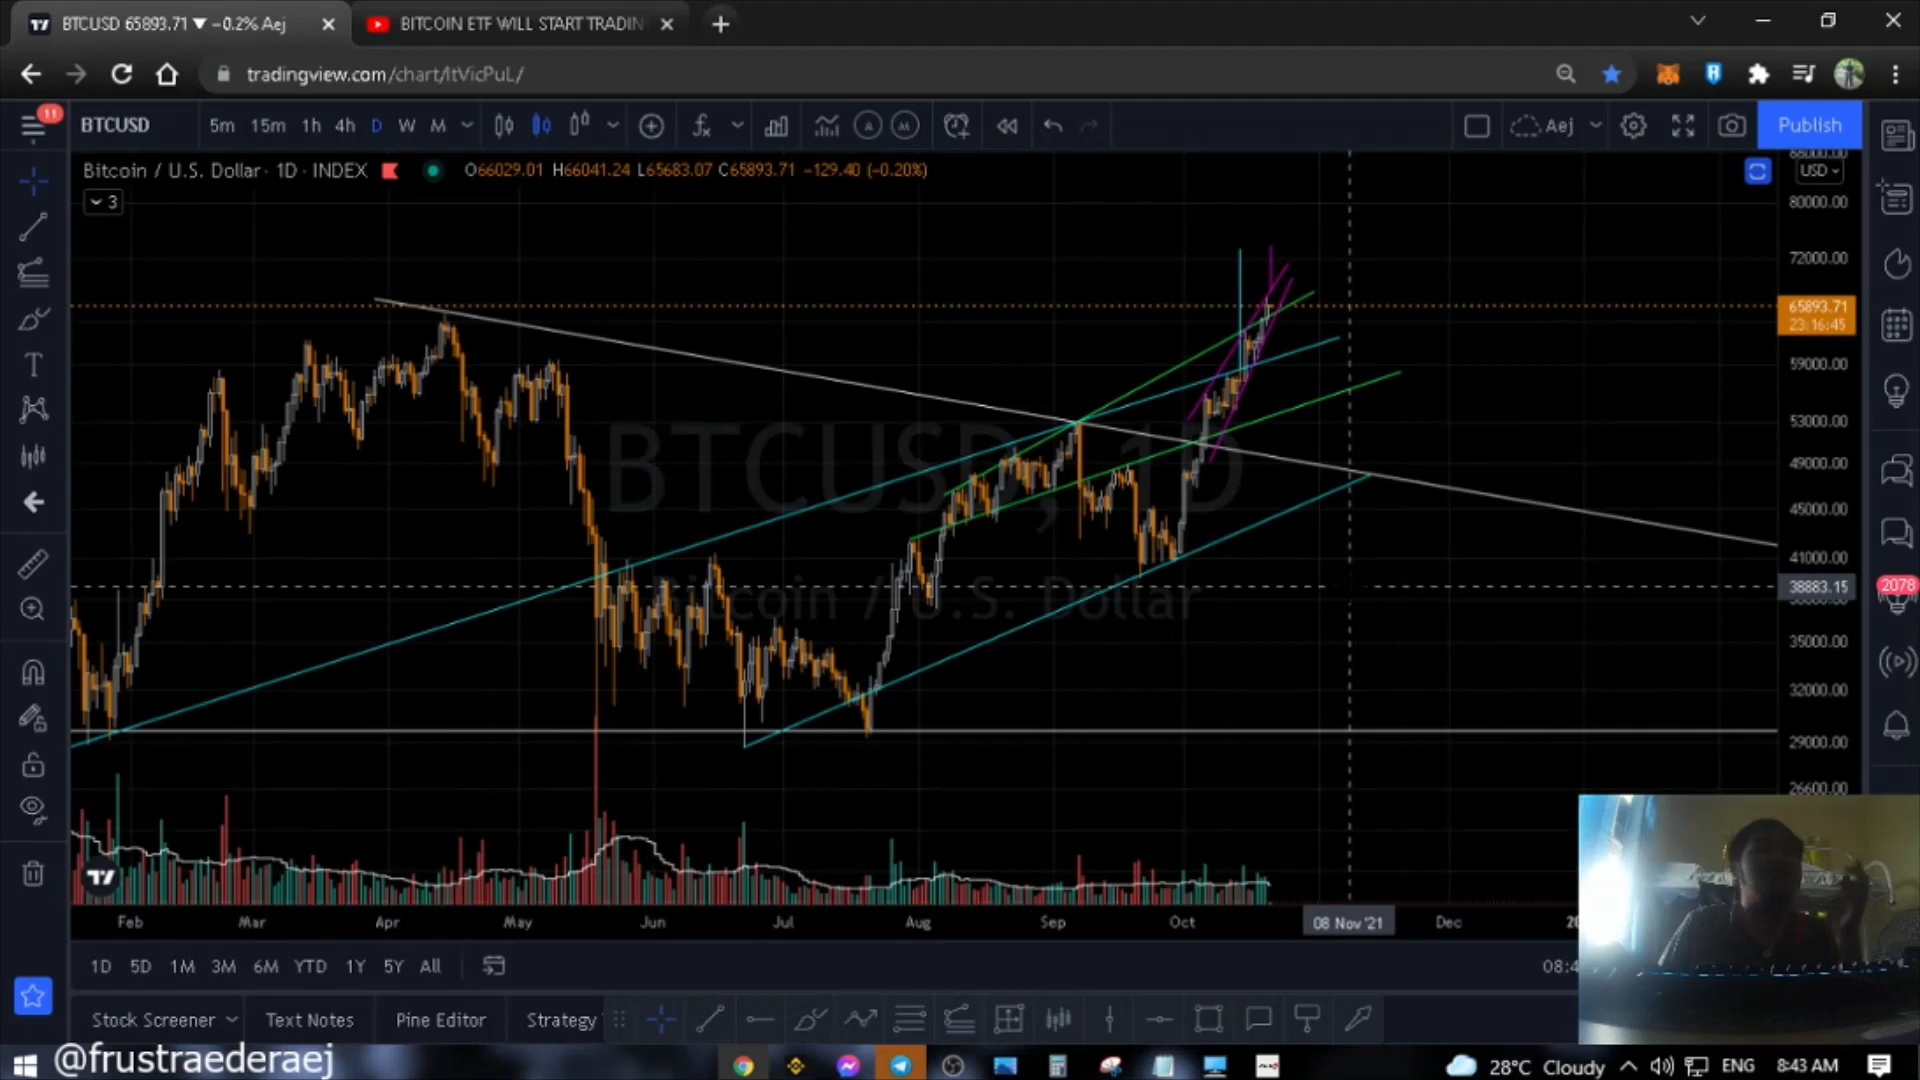 BTCUSD 65893.71 ▼ −0.2% Aej
BITCOIN ETF WILL START TRADIN
tradingview.com/chart/ItVicPuL/
11
BTCUSD
5m 15m 1h 4h D W M
A M
Aej
Publish
Bitcoin / U.S. Dollar · 1D · INDEX
O66029.01 H66041.24 L65683.07 C65893.71 −129.40 (−0.20%)
3
USD
80000.00
72000.00
65893.71
23:16:45
59000.00
53000.00
49000.00
45000.00
41000.00
38883.15
35000.00
32000.00
29000.00
26600.00
2078
BTCUSD, 1D
Bitcoin / U.S. Dollar
Feb Mar Apr May Jun Jul Aug Sep Oct 08 Nov '21 Dec
1D 5D 1M 3M 6M YTD 1Y 5Y All
08:4
Stock Screener Text Notes Pine Editor Strategy
@frustraederaej
28°C Cloudy ENG 8:43 AM